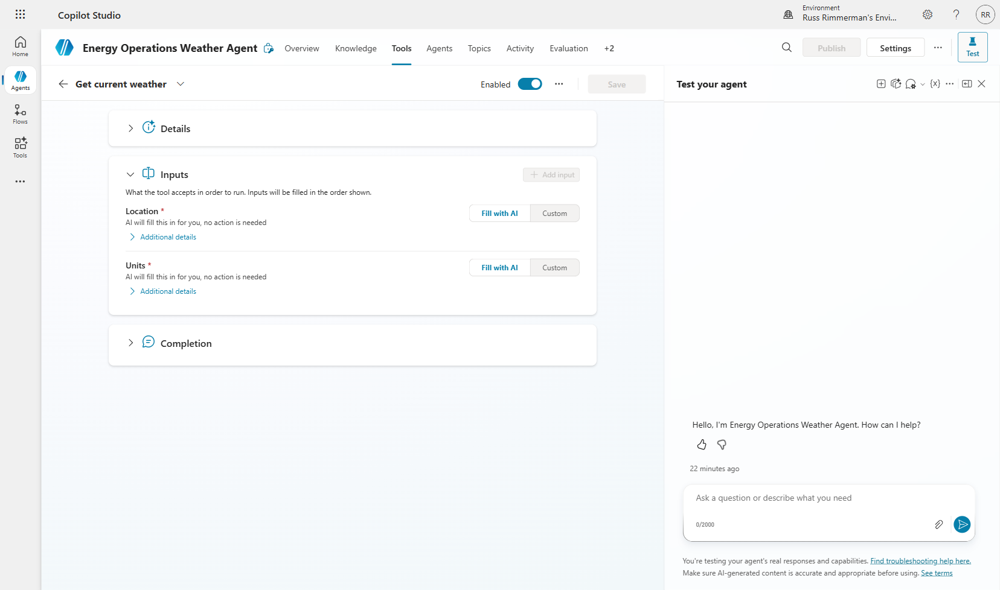 Copilot Studio
Environment
Russ Rimmerman's Envi...
RR
Home
Agents
Flows
Tools
Energy Operations Weather Agent
Overview
Knowledge
Tools
Agents
Topics
Activity
Evaluation
+2
Publish
Settings
Test
Get current weather
Enabled
Save
Details
Inputs
Add input
What the tool accepts in order to run. Inputs will be filled in the order shown.
Location *
Fill with AI
Custom
AI will fill this in for you, no action is needed
Additional details
Units *
Fill with AI
Custom
AI will fill this in for you, no action is needed
Additional details
Completion
Test your agent
{x}
Hello, I'm Energy Operations Weather Agent. How can I help?
22 minutes ago
Ask a question or describe what you need
0/2000
You're testing your agent's real responses and capabilities. Find troubleshooting help here.
Make sure AI-generated content is accurate and appropriate before using. See terms